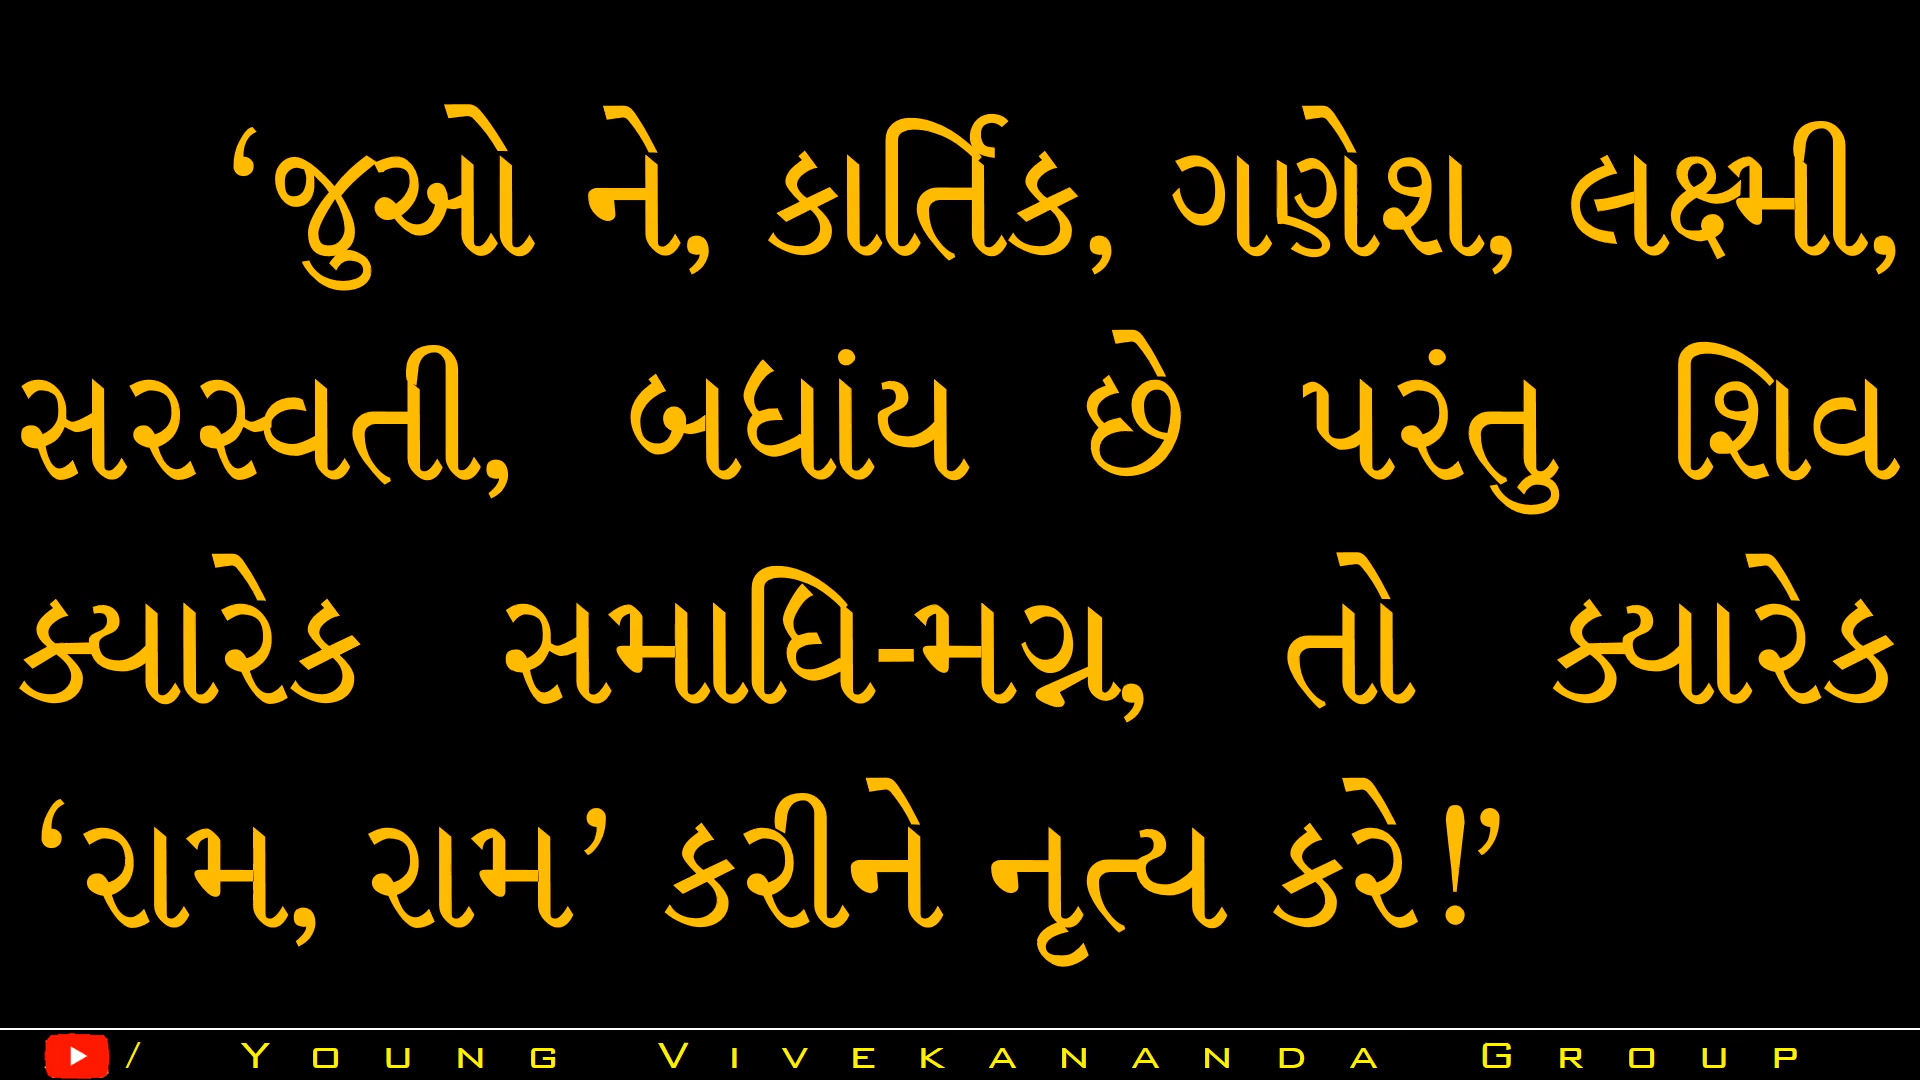 ‘જુઓ ને, કાર્તિક, ગણેશ, લક્ષ્મી,
સરસ્વતી, બધાંય છે પરંતુ શિવ
ક્યારેક સમાધિ-મગ્ન, તો ક્યારેક
‘રામ, રામ’ કરીને નૃત્ય કરે!’
/ Young Vivekananda Group